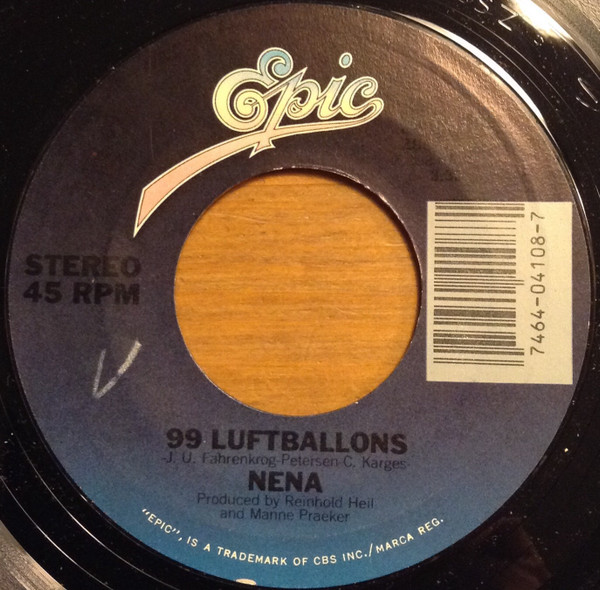 Epic
STEREO
45 RPM
7464-04108-7
99 LUFTBALLONS
-J. U. Fahrenkrog-Petersen-C. Karges-
NENA
Produced by Reinhold Heil
and Manne Praeker
"EPIC", IS A TRADEMARK OF CBS INC./MARCA REG.